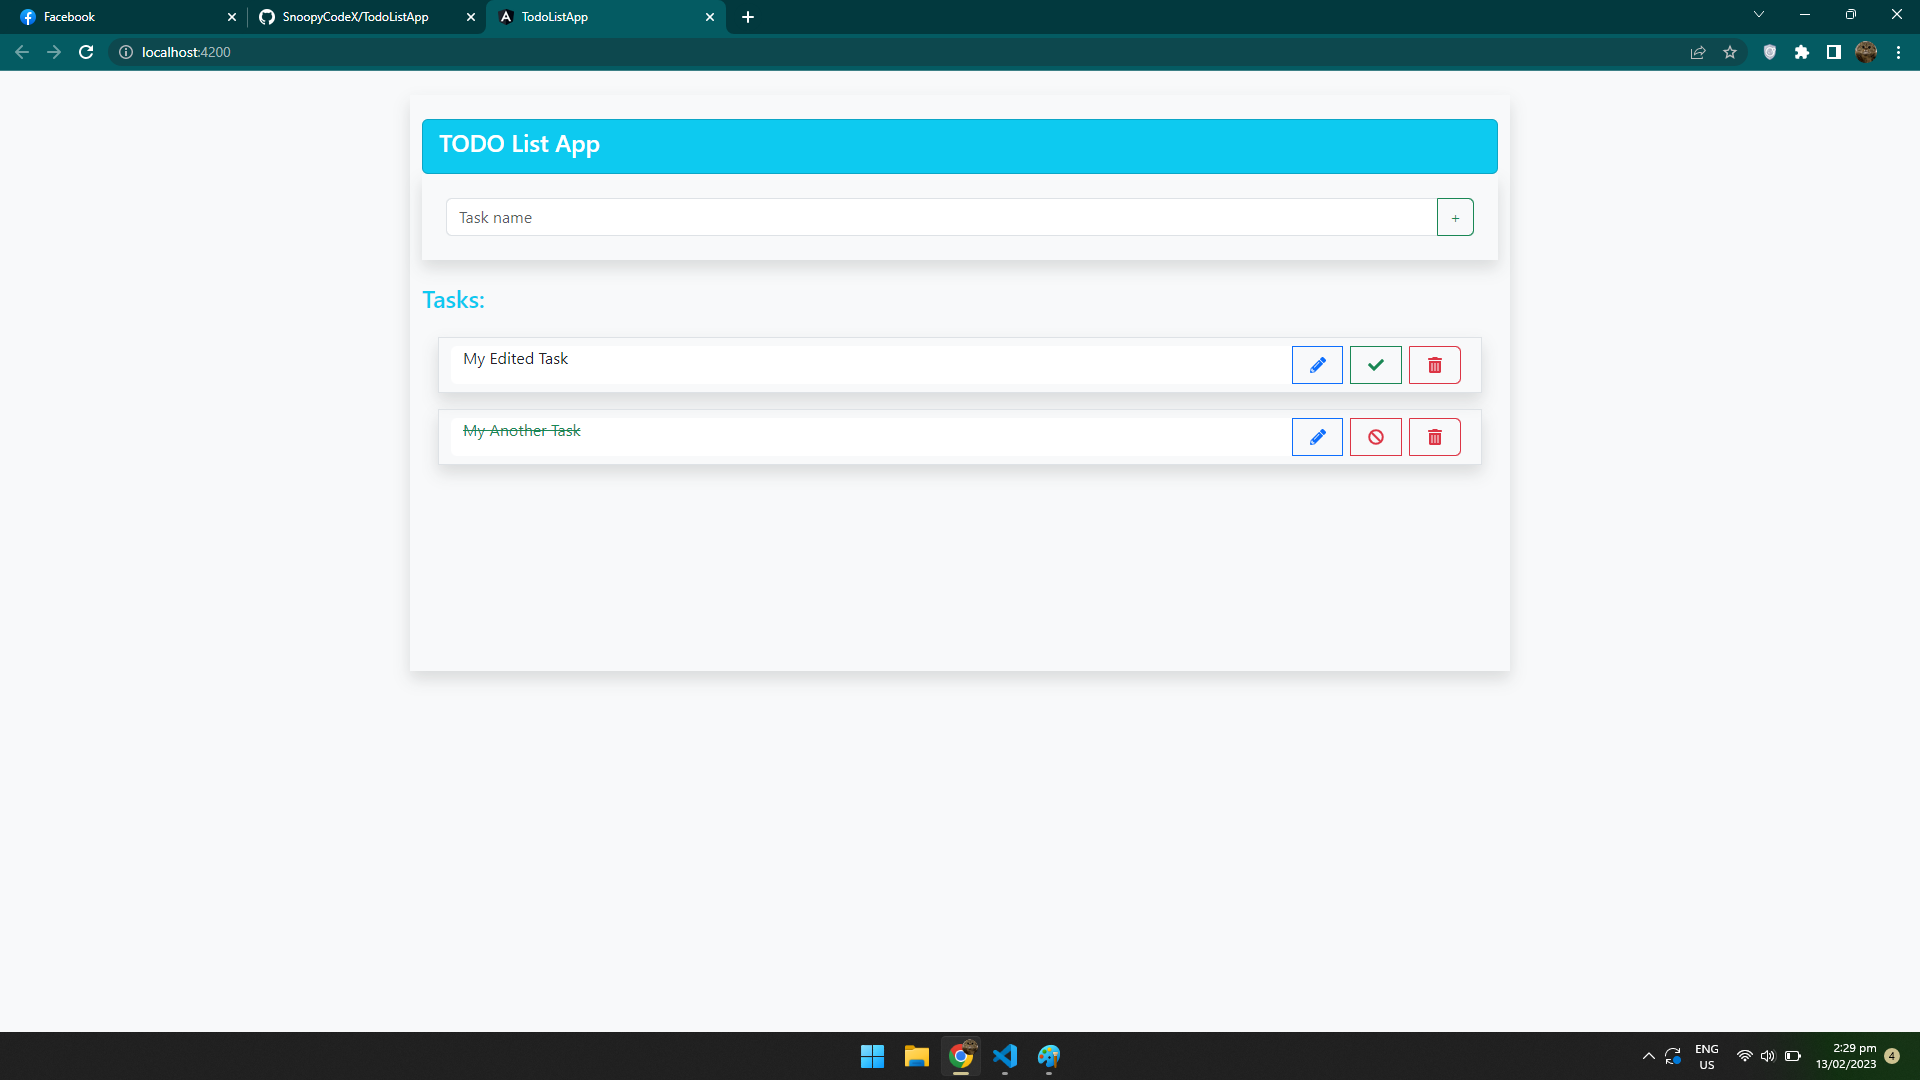 Facebook
SnoopyCodeX/TodoListApp
TodoListApp
localhost:4200
TODO List App
Task name
+
Tasks:
My Edited Task
My Another Task
ENG
US
2:29 pm
13/02/2023
4